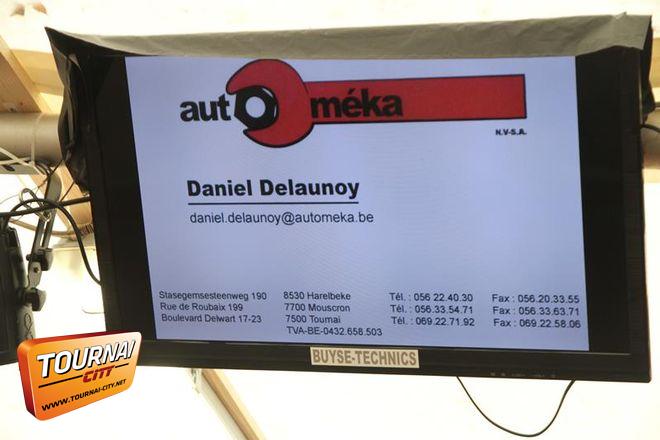 automéka
N.V-S.A.
Daniel Delaunoy
daniel.delaunoy@automeka.be
Stasegemsesteenweg 190 8530 Harelbeke Tél. : 056 22.40.30 Fax : 056.20.33.55
Rue de Roubaix 199 7700 Mouscron Tél. : 056 33.54.71 Fax : 056.33.63.71
Boulevard Delwart 17-23 7500 Tournai Tél. : 069.22.71.92 Fax : 069.22.58.06
TVA-BE-0432.658.503
BUYSE-TECHNICS
TOURNAI
CITY
WWW.TOURNAI-CITY.NET